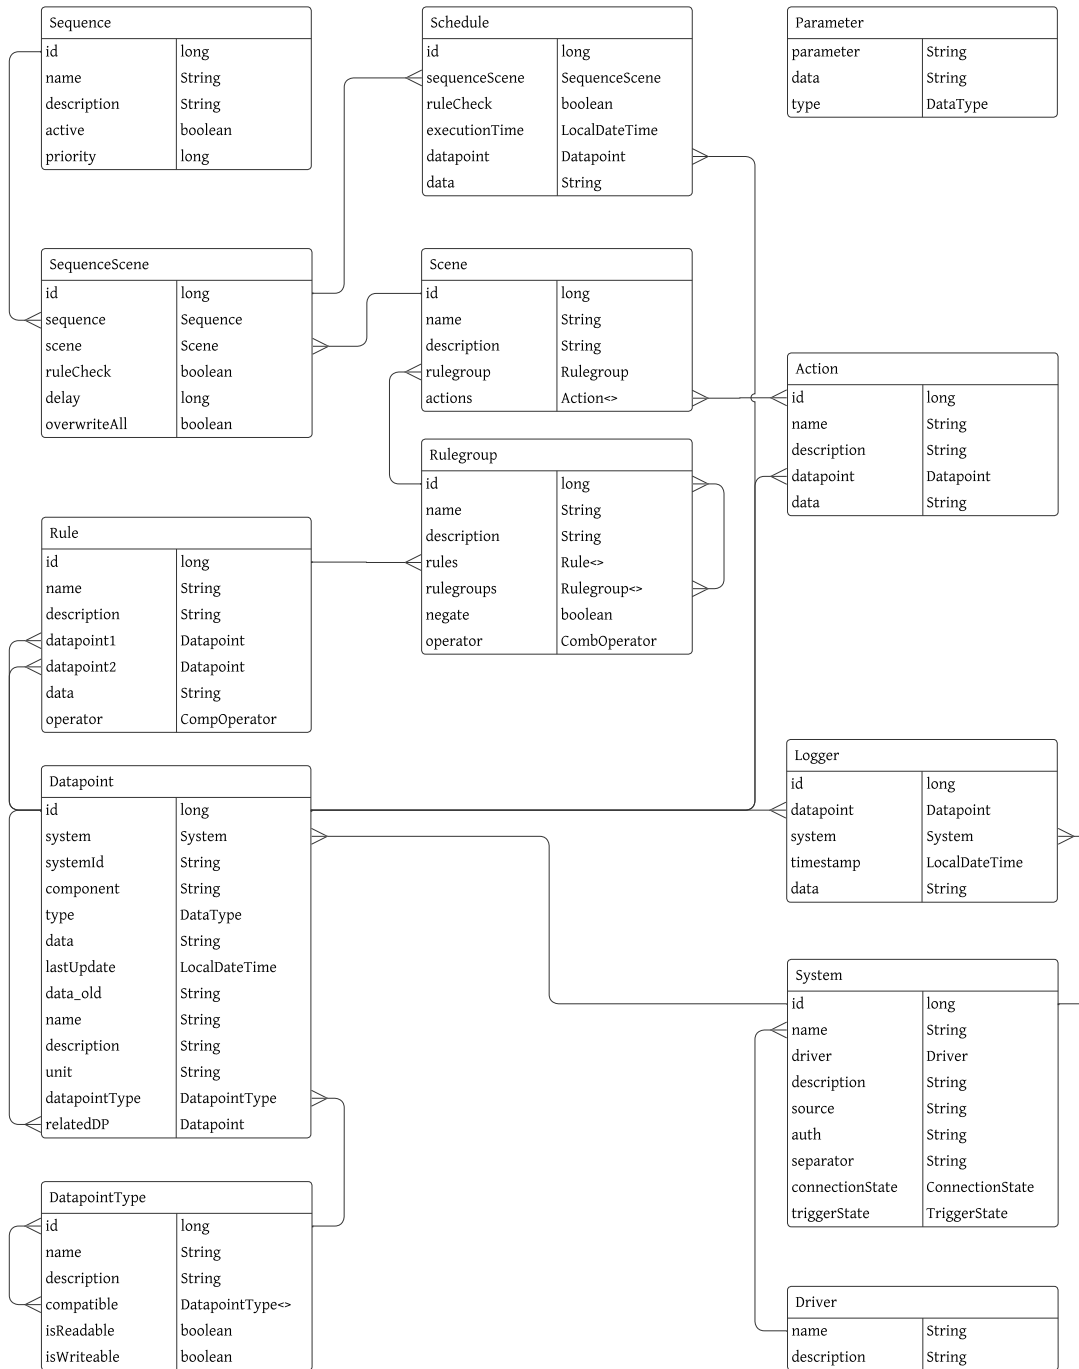 Sequence
id long
name String
description String
active boolean
priority long
Schedule
id long
sequenceScene SequenceScene
ruleCheck boolean
executionTime LocalDateTime
datapoint Datapoint
data String
Parameter
parameter String
data String
type DataType
SequenceScene
id long
sequence Sequence
scene Scene
ruleCheck boolean
delay long
overwriteAll boolean
Scene
id long
name String
description String
rulegroup Rulegroup
actions Action<>
Action
id long
name String
description String
datapoint Datapoint
data String
Rulegroup
id long
name String
description String
rules Rule<>
rulegroups Rulegroup<>
negate boolean
operator CombOperator
Rule
id long
name String
description String
datapoint1 Datapoint
datapoint2 Datapoint
data String
operator CompOperator
Datapoint
id long
system System
systemId String
component String
type DataType
data String
lastUpdate LocalDateTime
data_old String
name String
description String
unit String
datapointType DatapointType
relatedDP Datapoint
Logger
id long
datapoint Datapoint
system System
timestamp LocalDateTime
data String
System
id long
name String
driver Driver
description String
source String
auth String
separator String
connectionState ConnectionState
triggerState TriggerState
DatapointType
id long
name String
description String
compatible DatapointType<>
isReadable boolean
isWriteable boolean
Driver
name String
description String